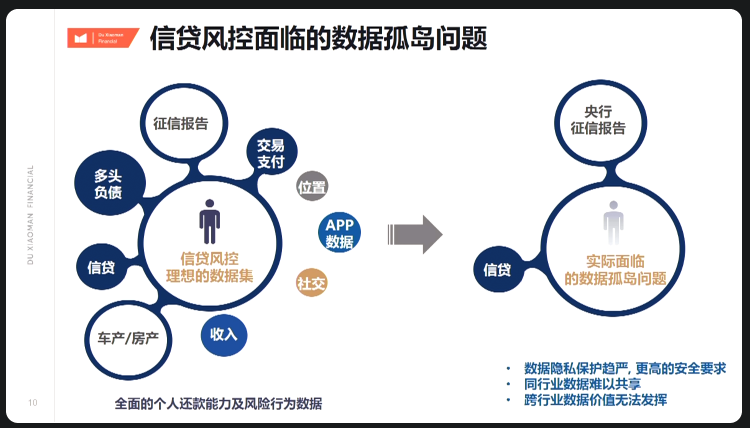 Du Xiaoman
Financial
信贷风控面临的数据孤岛问题
征信报告
交易
支付
多头
负债
位置
APP
数据
信贷风控
理想的数据集
信贷
社交
车产/房产
收入
全面的个人还款能力及风险行为数据
央行
征信报告
信贷
实际面临
的数据孤岛问题
• 数据隐私保护趋严, 更高的安全要求
• 同行业数据难以共享
• 跨行业数据价值无法发挥
DU XIAOMAN FINANCIAL
10